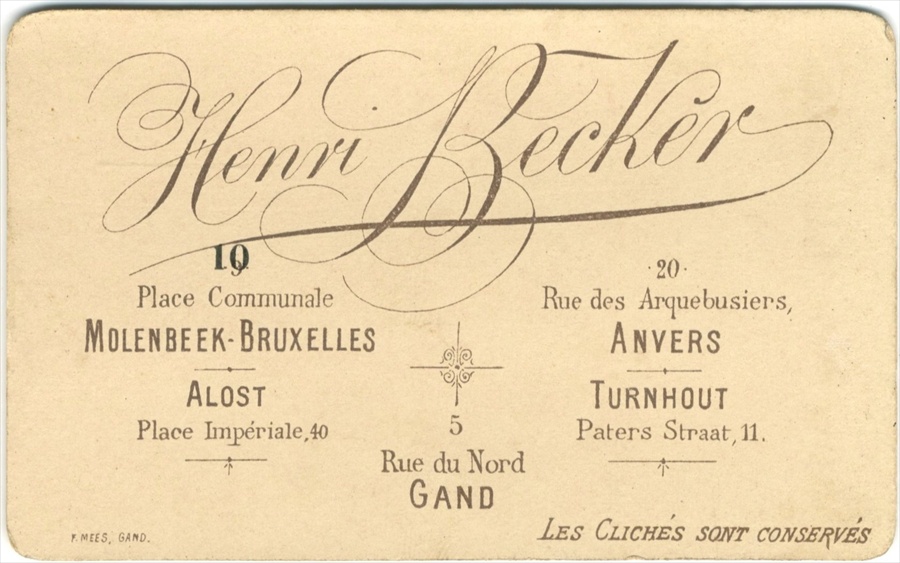 Henri Becker
19
Place Communale
MOLENBEEK-BRUXELLES
ALOST
Place Impériale, 40
20
Rue des Arquebusiers,
ANVERS
TURNHOUT
Paters Straat, 11.
5
Rue du Nord
GAND
F. MEES, GAND.
LES CLICHÉS SONT CONSERVÉS